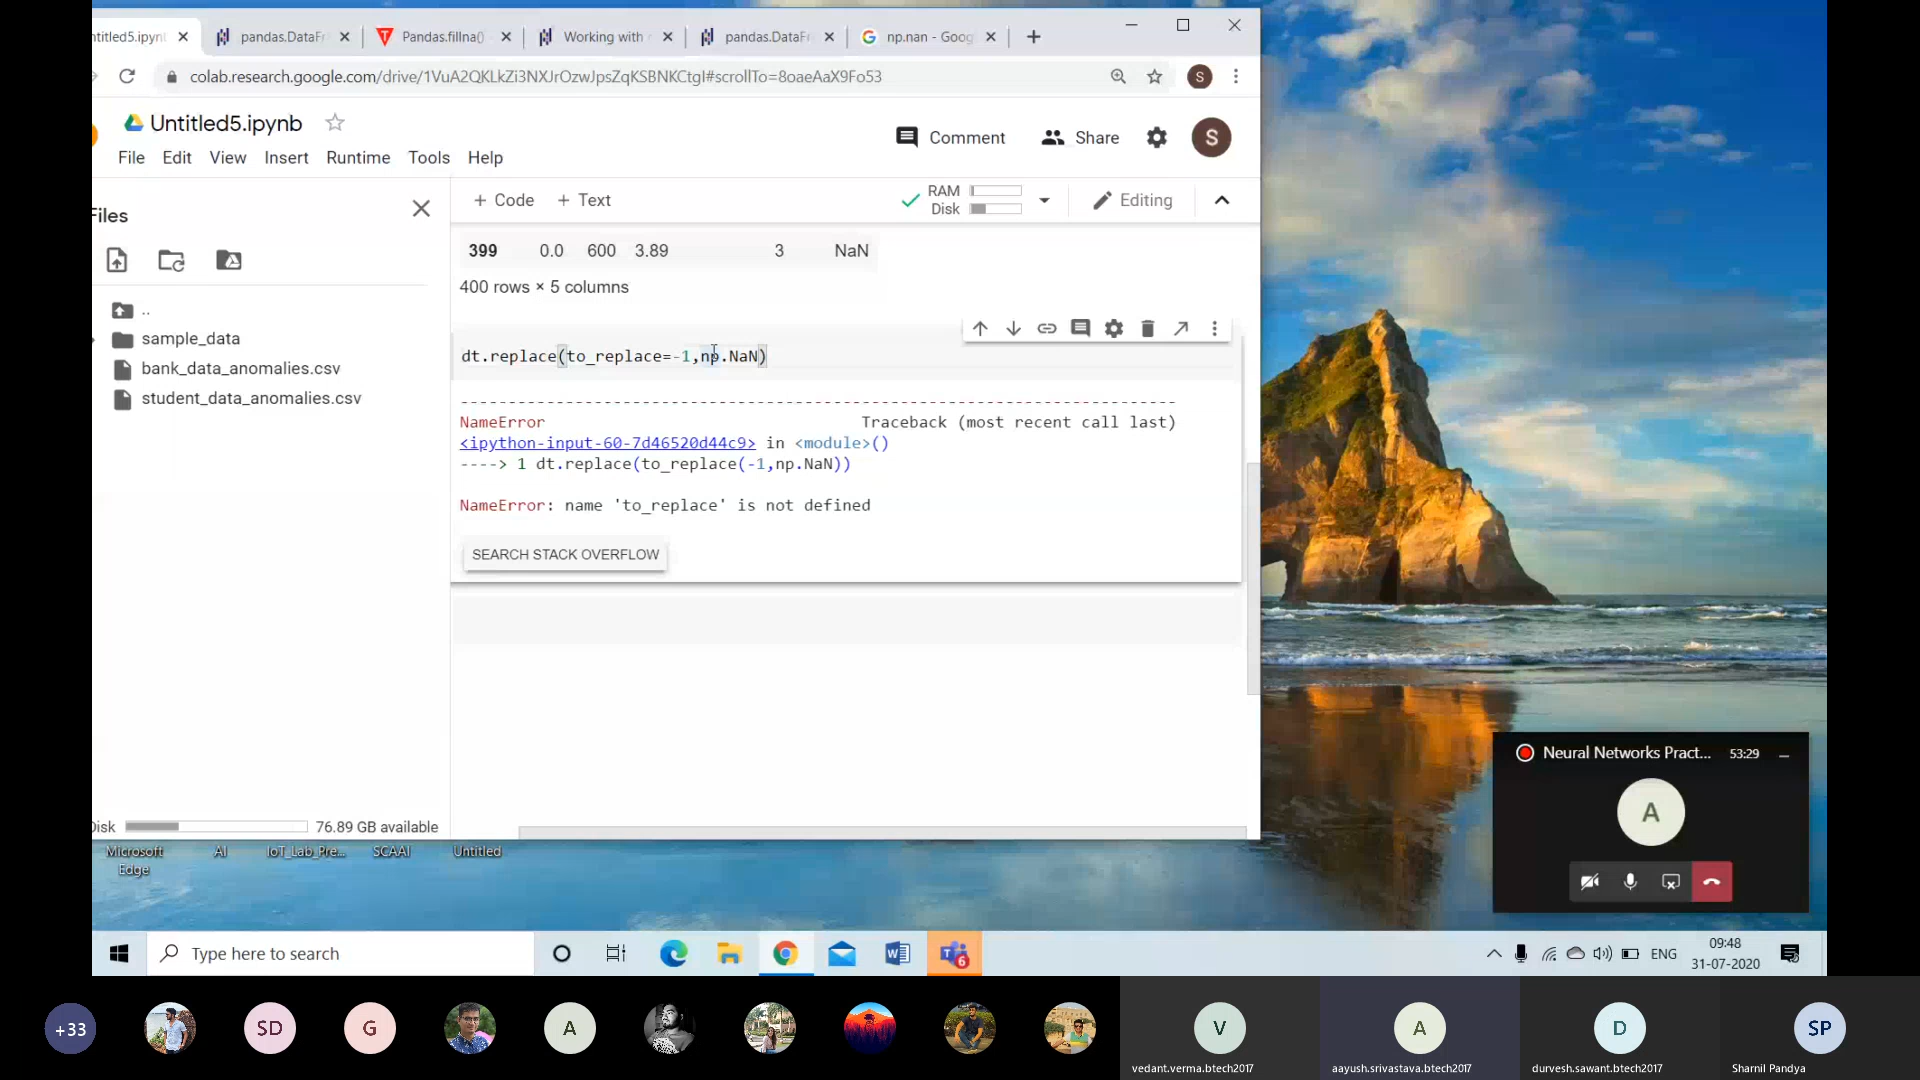 ntitled5.ipynb
pandas.DataFr
Pandas.fillna()
Working with
pandas.DataFr
np.nan - Goog
colab.research.google.com/drive/1VuA2QKLkZi3NXJrOzwJpsZqKSBNKCtgI#scrollTo=8oaeAaX9Fo53
S
Untitled5.ipynb
Comment
Share
S
File Edit View Insert Runtime Tools Help
Files
+ Code + Text
RAM
Disk
Editing
399 0.0 600 3.89 3 NaN
400 rows × 5 columns
..
sample_data
bank_data_anomalies.csv
student_data_anomalies.csv
dt.replace(to_replace=-1,np.NaN)
NameError Traceback (most recent call last)
<ipython-input-60-7d46520d44c9> in <module>()
----> 1 dt.replace(to_replace(-1,np.NaN))
NameError: name 'to_replace' is not defined
SEARCH STACK OVERFLOW
Disk 76.89 GB available
Microsoft Edge
AI
IoT_Lab_Pre...
SCAAI
Untitled
Neural Networks Pract... 53:29
A
Type here to search
6
ENG
09:48
31-07-2020
+33
SD
G
A
V
A
D
SP
vedant.verma.btech2017
aayush.srivastava.btech2017
durvesh.sawant.btech2017
Sharnil Pandya